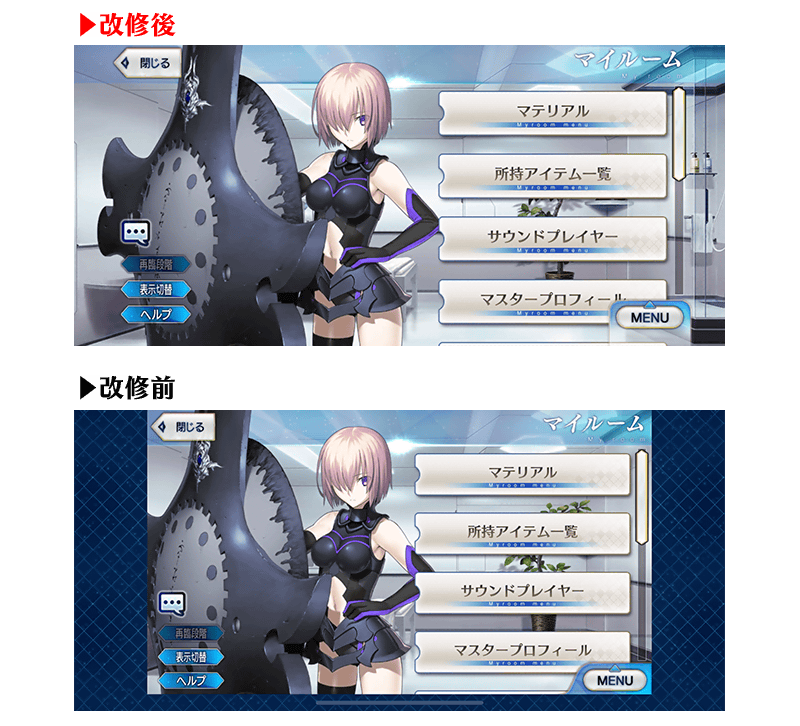 ▶改修後
閉じる
マイルーム
マテリアル
Myroom menu
所持アイテム一覧
Myroom menu
サウンドプレイヤー
Myroom menu
マスタープロフィール
Myroom menu
再臨段階
表示切替
ヘルプ
MENU
▶改修前
閉じる
マイルーム
マテリアル
Myroom menu
所持アイテム一覧
Myroom menu
サウンドプレイヤー
Myroom menu
マスタープロフィール
Myroom menu
再臨段階
表示切替
ヘルプ
MENU